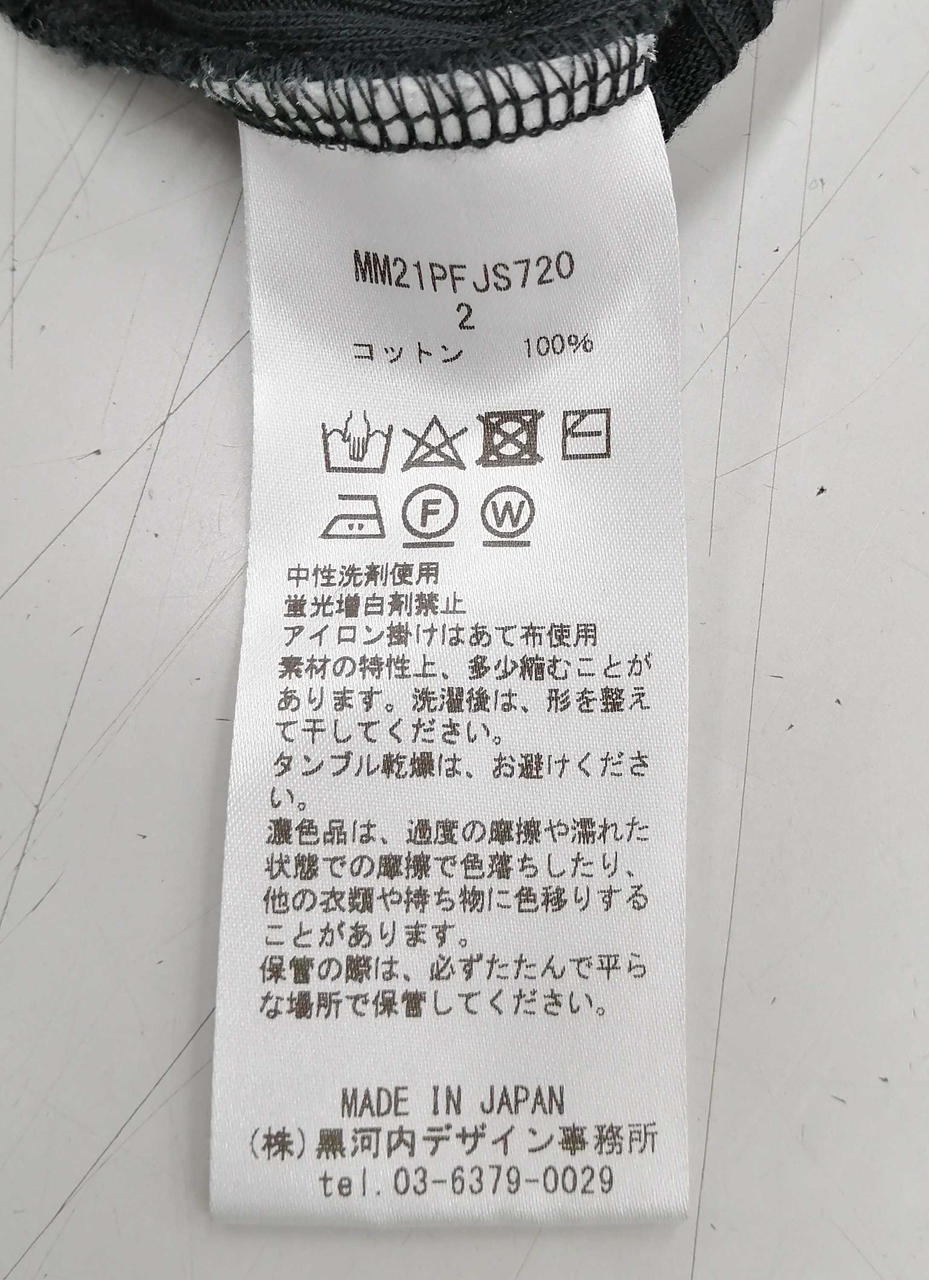 MM21PFJS720
2
コットン 100%
F W
中性洗剤使用
蛍光増白剤禁止
アイロン掛けはあて布使用
素材の特性上、多少縮むことが
あります。洗濯後は、形を整え
て干してください。
タンブル乾燥は、お避けくださ
い。
濃色品は、過度の摩擦や濡れた
状態での摩擦で色落ちしたり、
他の衣類や持ち物に色移りする
ことがあります。
保管の際は、必ずたたんで平ら
な場所で保管してください。
MADE IN JAPAN
(株)黒河内デザイン事務所
tel.03-6379-0029